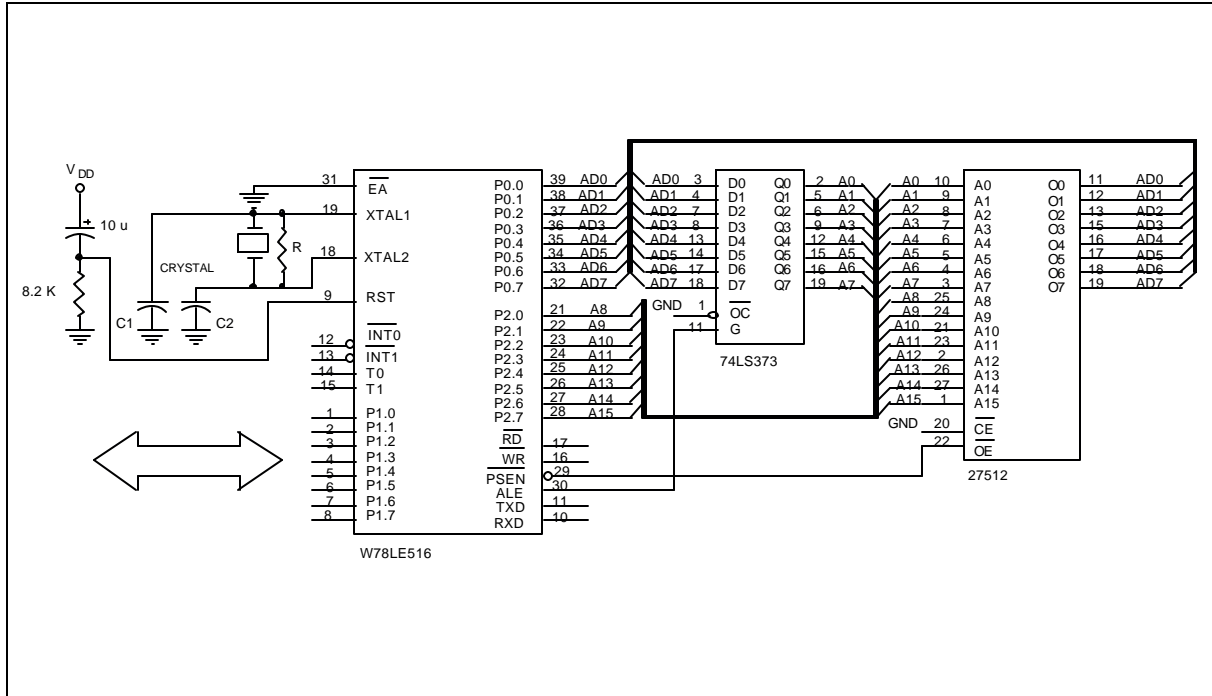 V DD
10 u
8.2 K
C1
CRYSTAL
C2
R
31 EA
19 XTAL1
18 XTAL2
9 RST
12 INT0
13 INT1
14 T0
15 T1
1 P1.0
2 P1.1
3 P1.2
4 P1.3
5 P1.4
6 P1.5
7 P1.6
8 P1.7
P0.0 39 AD0
P0.1 38 AD1
P0.2 37 AD2
P0.3 36 AD3
P0.4 35 AD4
P0.5 34 AD5
P0.6 33 AD6
P0.7 32 AD7
P2.0 21 A8
P2.1 22 A9
P2.2 23 A10
P2.3 24 A11
P2.4 25 A12
P2.5 26 A13
P2.6 27 A14
P2.7 28 A15
RD 17
WR 16
PSEN 29
ALE 30
TXD 11
RXD 10
W78LE516
AD0 3 D0 Q0 2 A0
AD1 4 D1 Q1 5 A1
AD2 7 D2 Q2 6 A2
AD3 8 D3 Q3 9 A3
AD4 13 D4 Q4 12 A4
AD5 14 D5 Q5 15 A5
AD6 17 D6 Q6 16 A6
AD7 18 D7 Q7 19 A7
GND 1 OC
11 G
74LS373
A0 10 A0 O0 11 AD0
A1 9 A1 O1 12 AD1
A2 8 A2 O2 13 AD2
A3 7 A3 O3 15 AD3
A4 6 A4 O4 16 AD4
A5 5 A5 O5 17 AD5
A6 4 A6 O6 18 AD6
A7 3 A7 O7 19 AD7
A8 25 A8
A9 24 A9
A10 21 A10
A11 23 A11
A12 2 A12
A13 26 A13
A14 27 A14
A15 1 A15
GND 20 CE
22 OE
27512